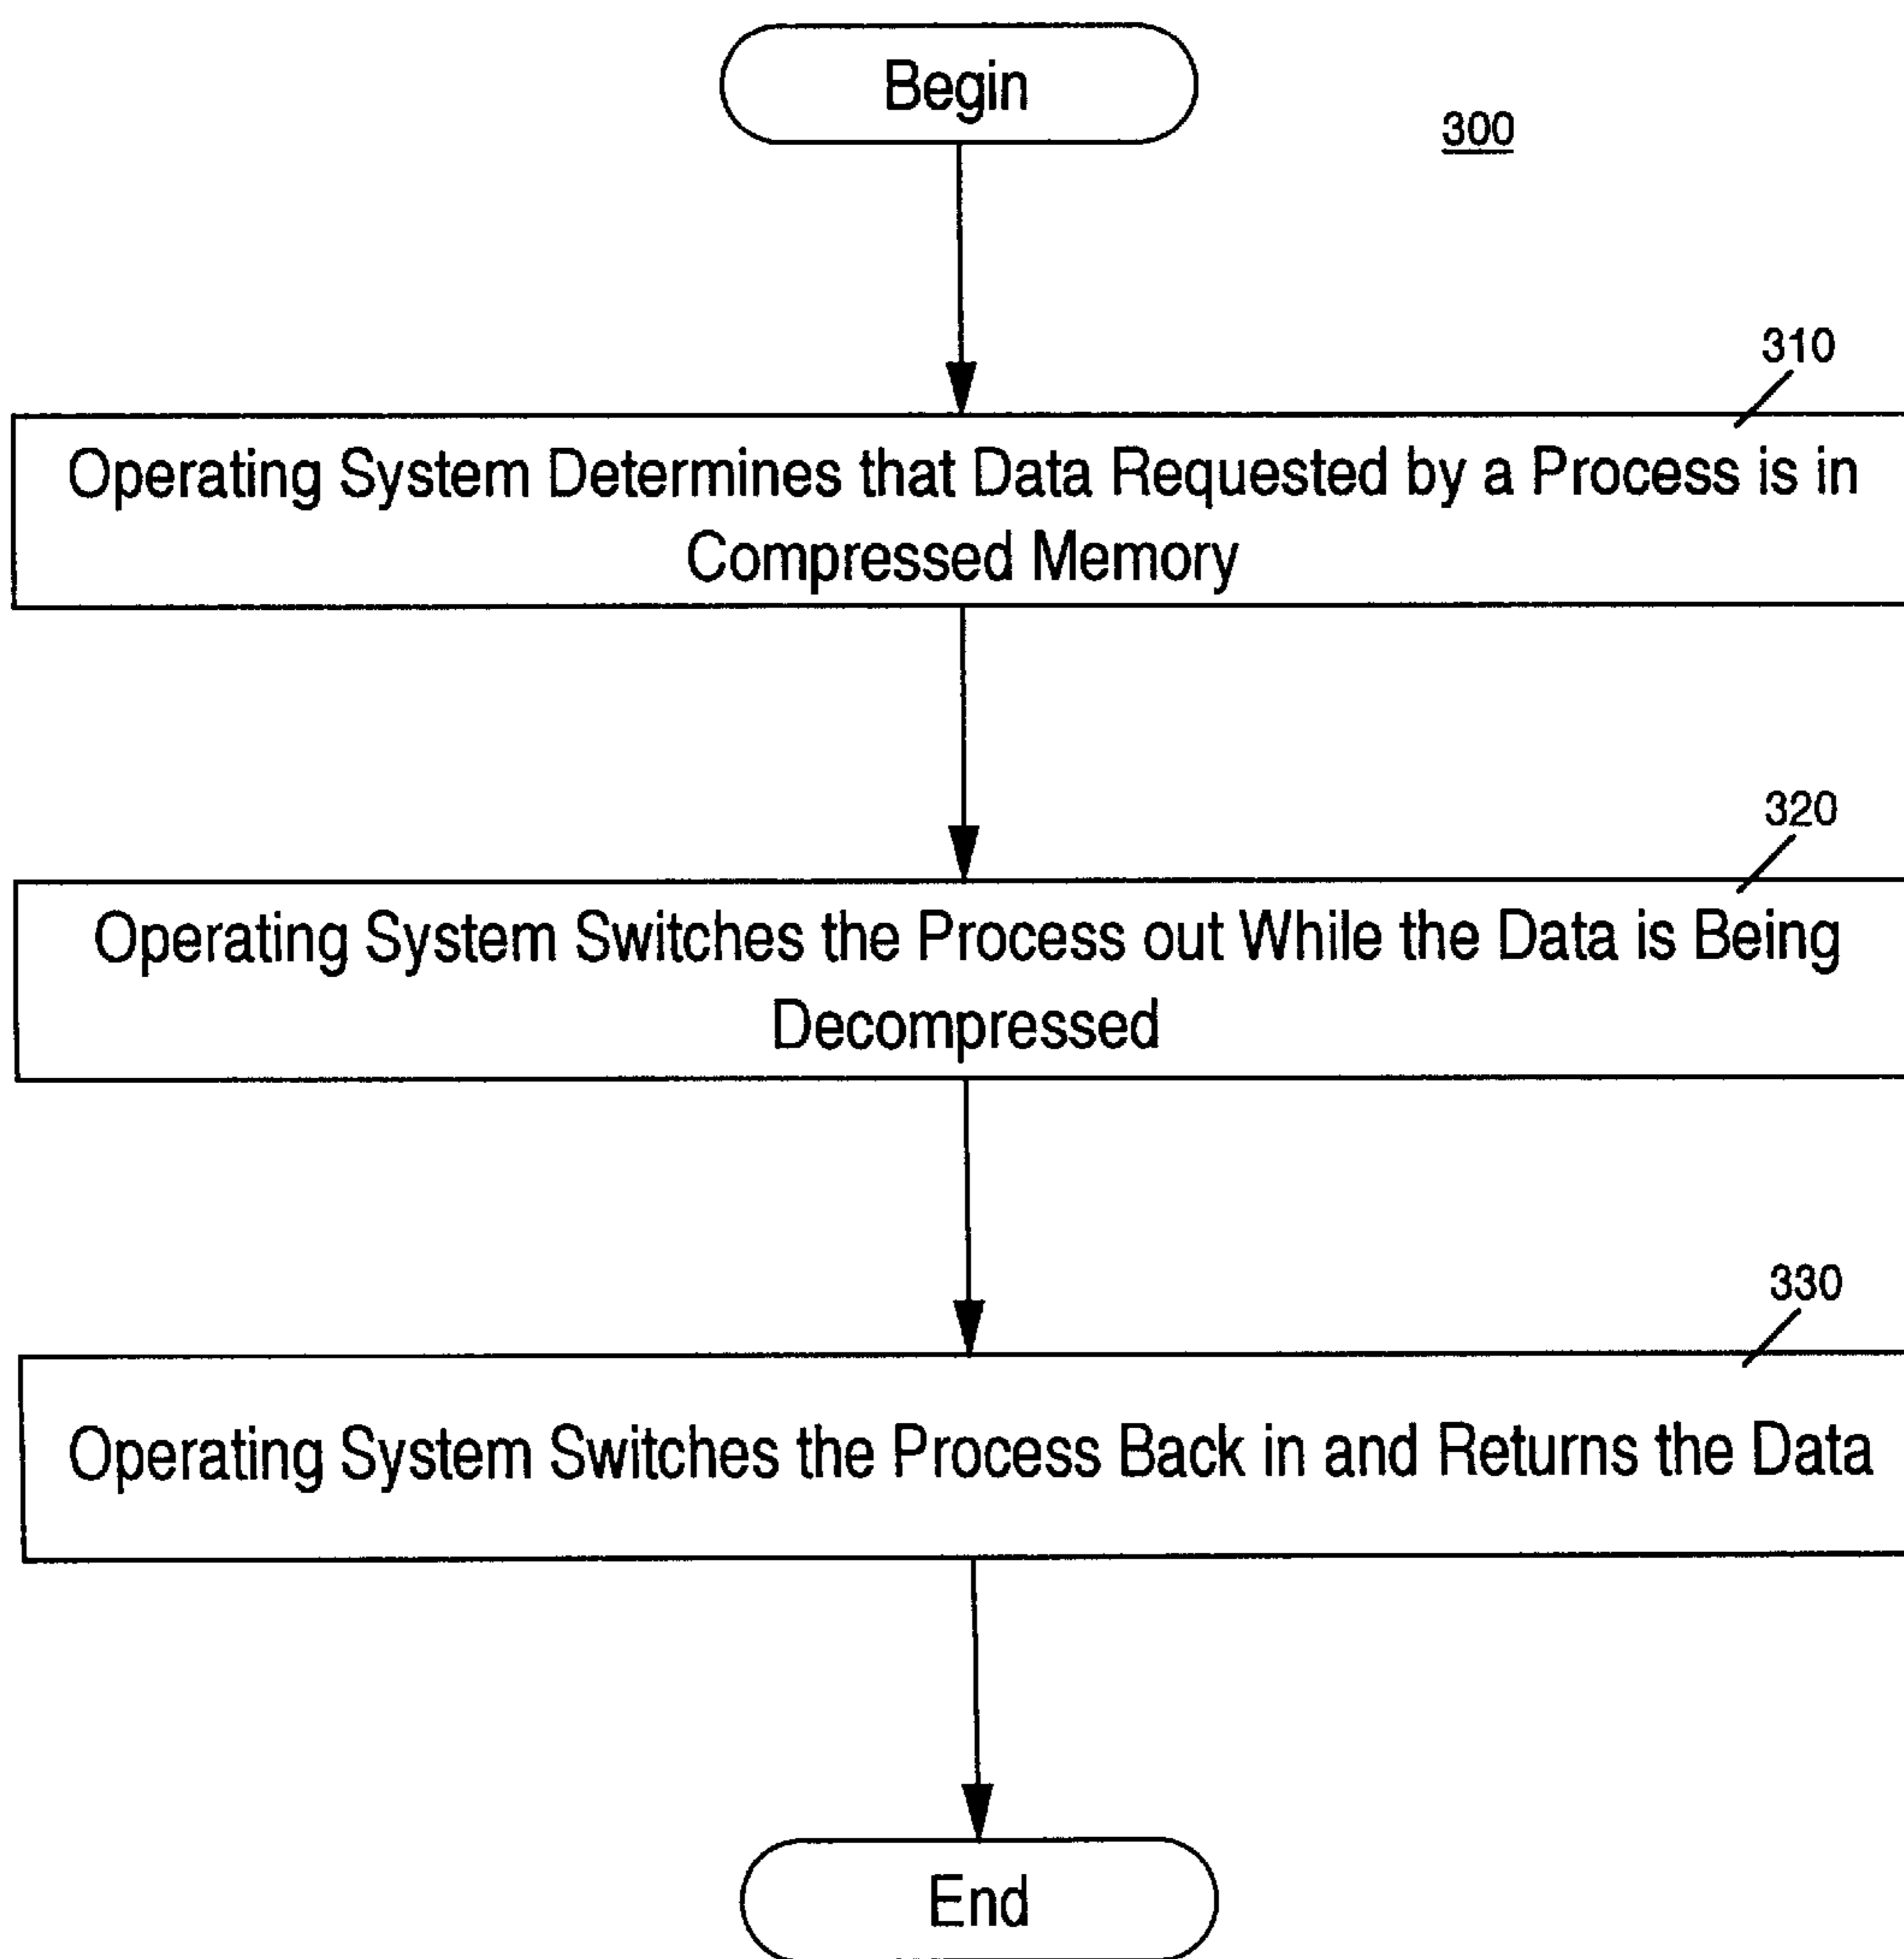 Begin
300
310
Operating System Determines that Data Requested by a Process is in
Compressed Memory
320
Operating System Switches the Process out While the Data is Being
Decompressed
330
Operating System Switches the Process Back in and Returns the Data
End